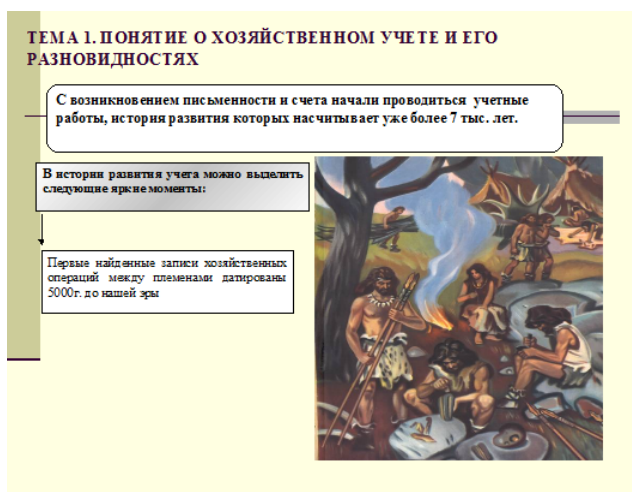 ТЕМА 1. ПОНЯТИЕ О ХОЗЯЙСТВЕННОМ УЧЕТЕ И ЕГО
РАЗНОВИДНОСТЯХ
С возникновением письменности и счета начали проводиться учетные
работы, история развития которых насчитывает уже более 7 тыс. лет.
В истории развития учета можно выделить
следующие яркие моменты:
Первые найденные записи хозяйственных
операций между племенами датированы
5000г. до нашей эры